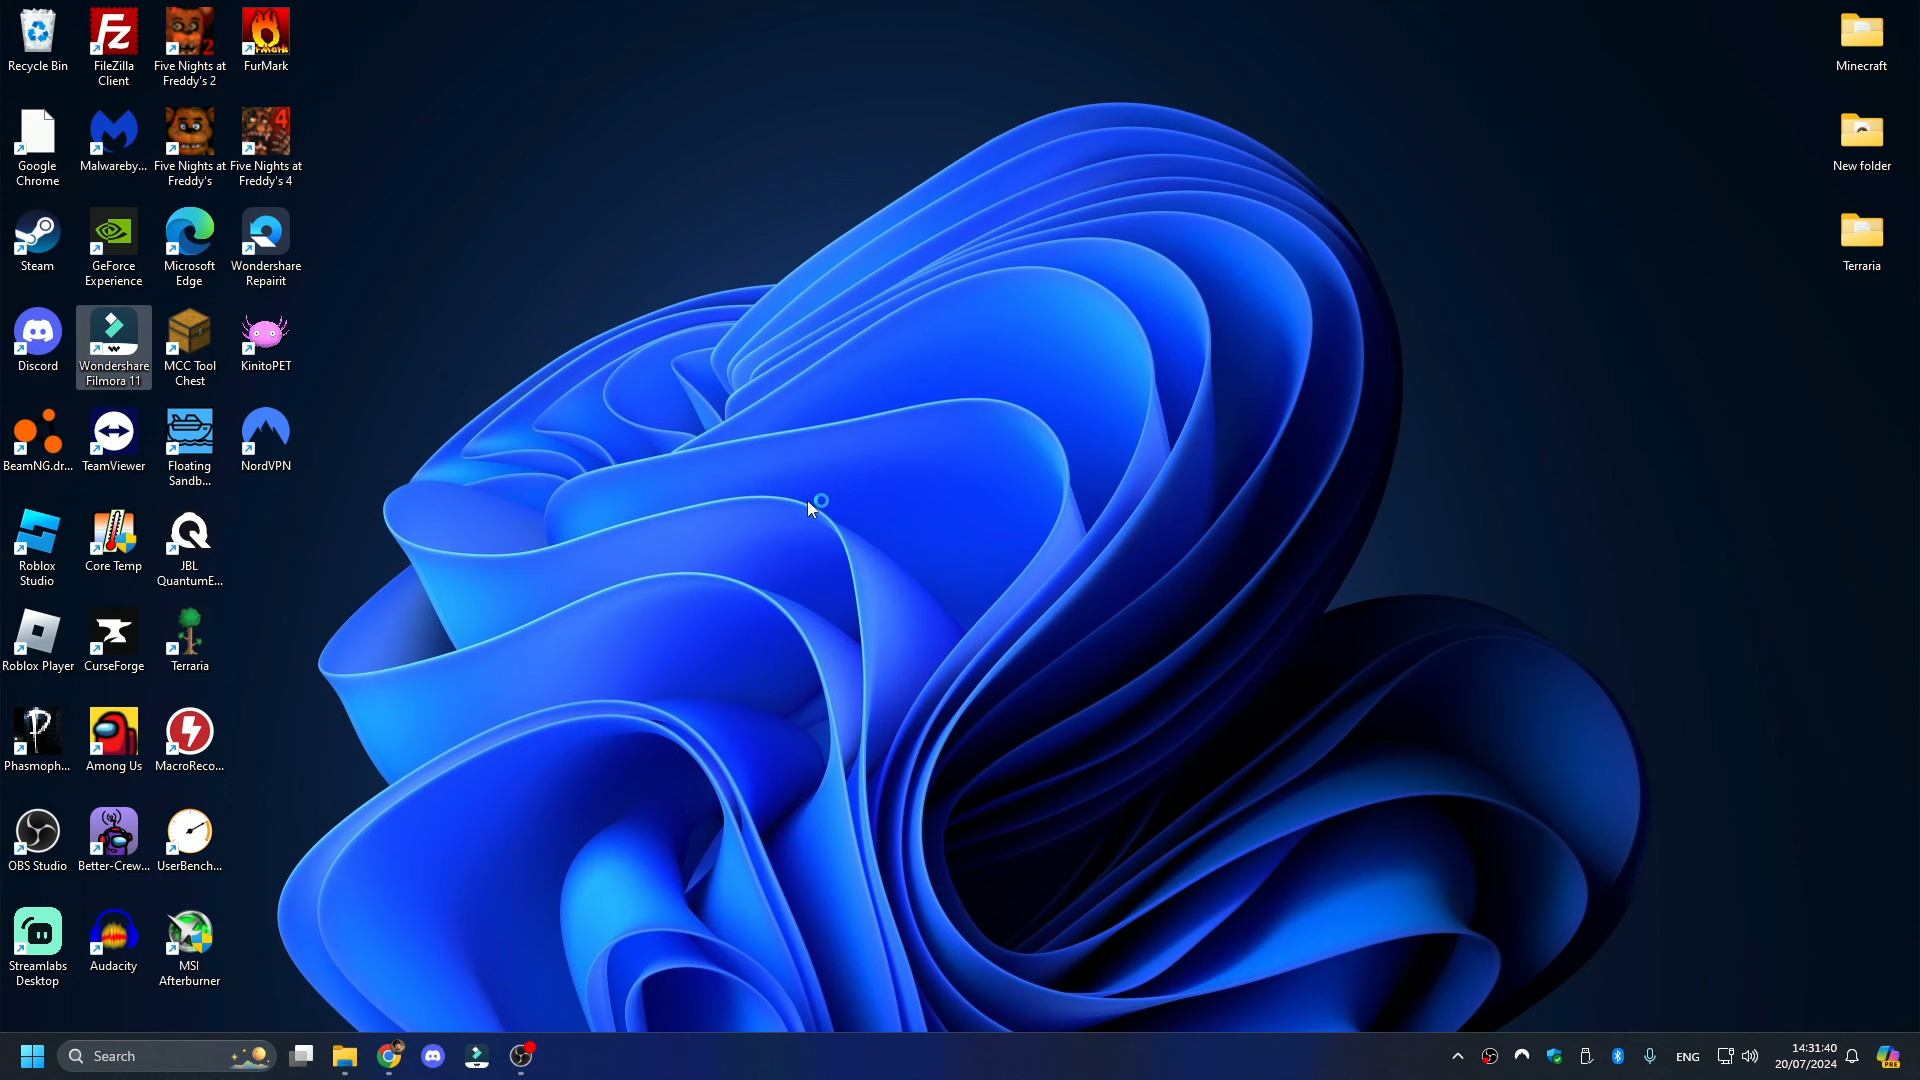 Recycle Bin
FileZilla
Client
Five Nights at
Freddy's 2
FurMark
Google
Chrome
Malwareby...
Five Nights at
Freddy's
Five Nights at
Freddy's 4
Steam
GeForce
Experience
Microsoft
Edge
Wondershare
Repairit
Discord
Wondershare
Filmora 11
MCC Tool
Chest
KinitoPET
BeamNG.dr...
TeamViewer
Floating
Sandb...
NordVPN
Roblox
Studio
Core Temp
JBL
QuantumE...
Roblox Player
CurseForge
Terraria
Phasmoph...
Among Us
MacroReco...
OBS Studio
Better-Crew...
UserBench...
Streamlabs
Desktop
Audacity
MSI
Afterburner
Minecraft
New folder
Terraria
Search
ENG
14:31:40
20/07/2024
PRE